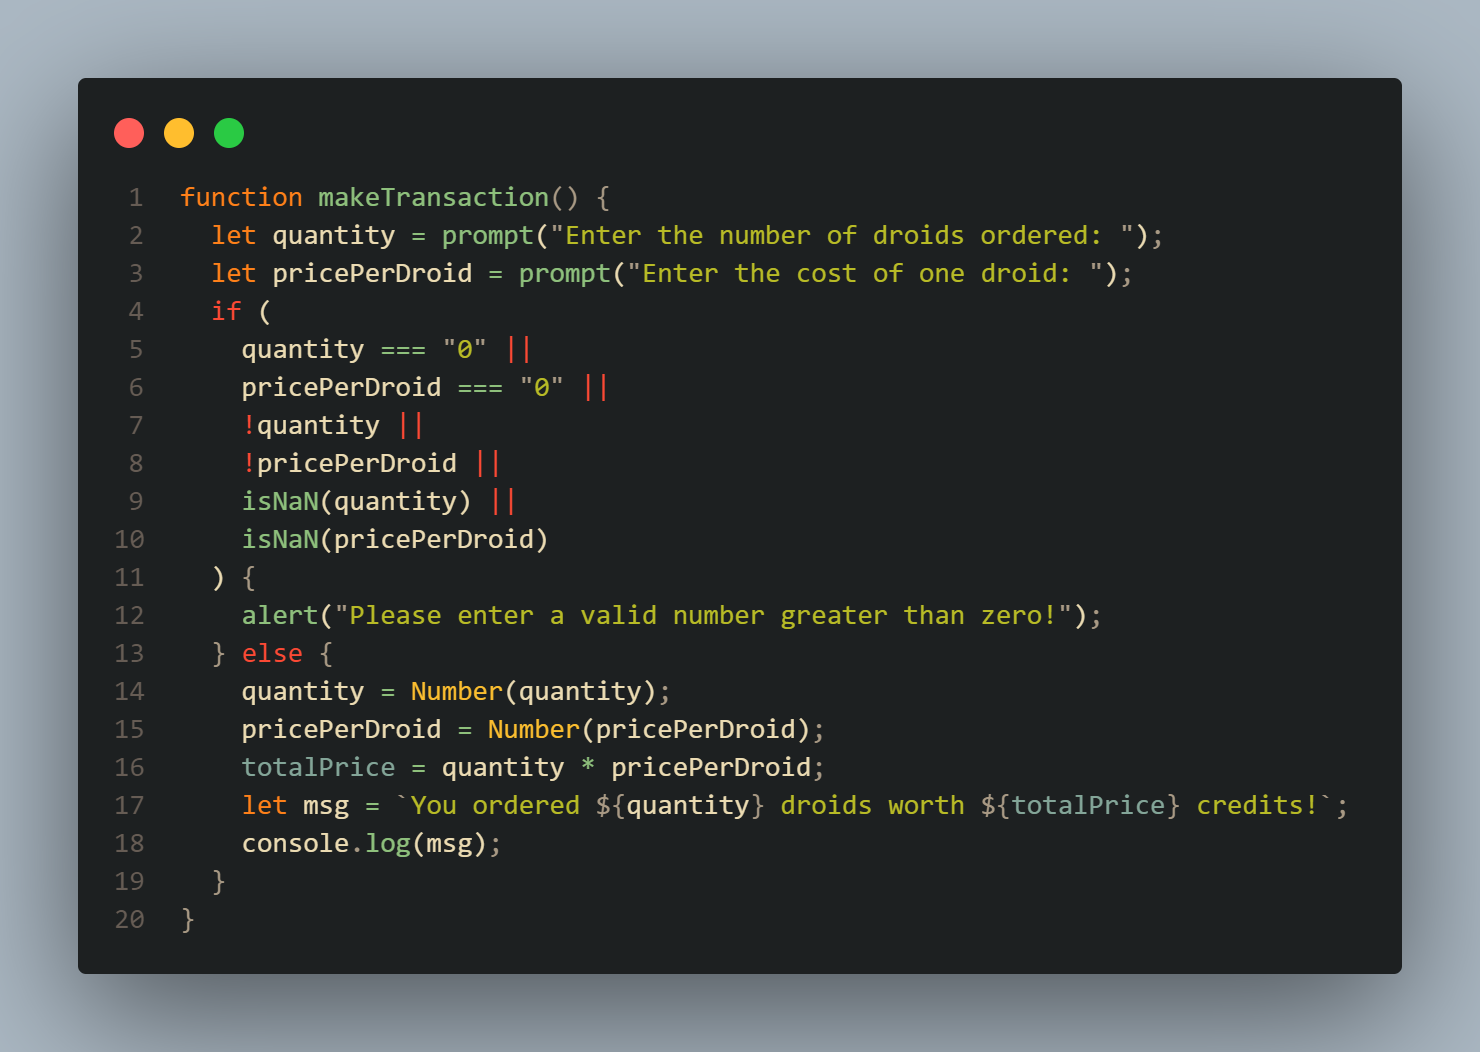 1 function makeTransaction() {
2   let quantity = prompt("Enter the number of droids ordered: ");
3   let pricePerDroid = prompt("Enter the cost of one droid: ");
4   if (
5     quantity === "0" ||
6     pricePerDroid === "0" ||
7     !quantity ||
8     !pricePerDroid ||
9     isNaN(quantity) ||
10     isNaN(pricePerDroid)
11   ) {
12     alert("Please enter a valid number greater than zero!");
13   } else {
14     quantity = Number(quantity);
15     pricePerDroid = Number(pricePerDroid);
16     totalPrice = quantity * pricePerDroid;
17     let msg = `You ordered ${quantity} droids worth ${totalPrice} credits!`;
18     console.log(msg);
19   }
20 }